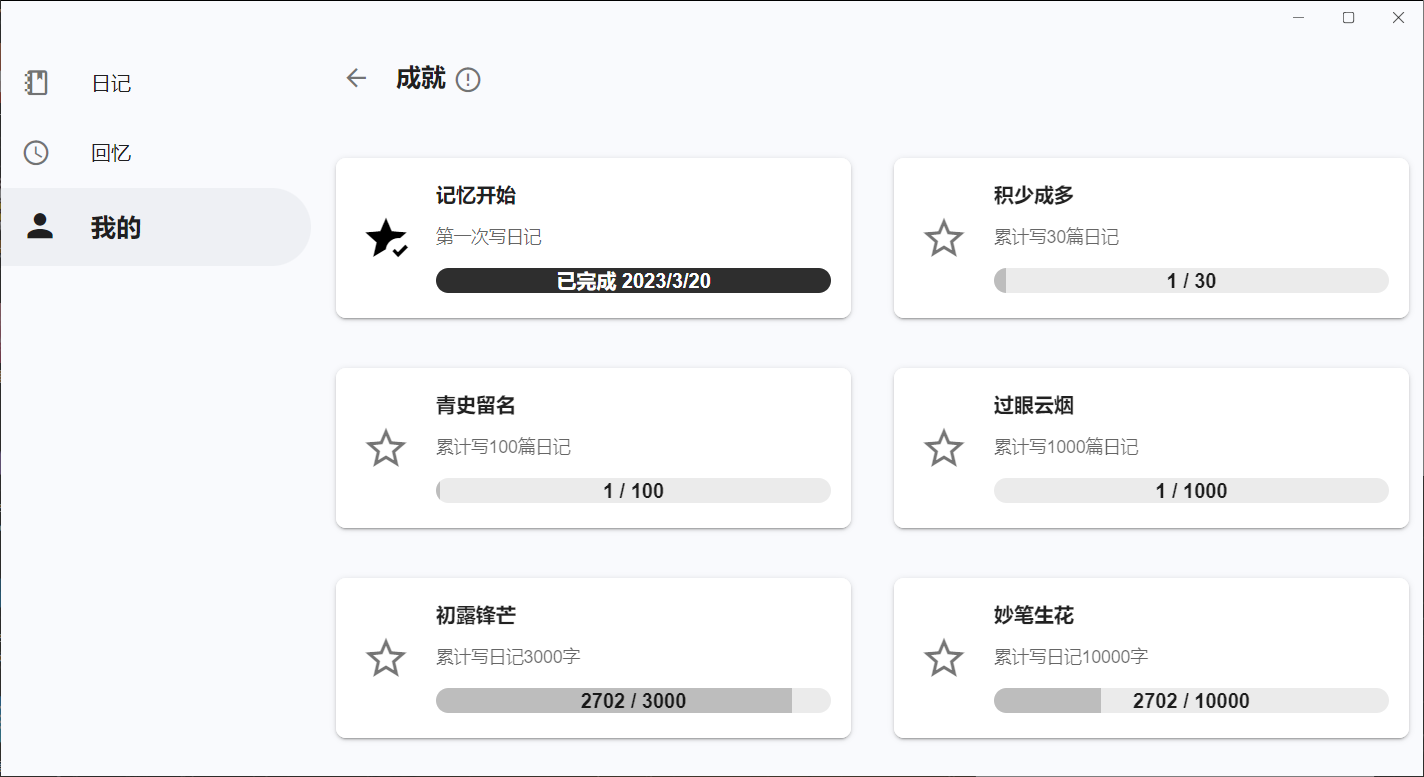 日记
回忆
我的
成就
记忆开始
第一次写日记
已完成 2023/3/20
积少成多
累计写30篇日记
1 / 30
青史留名
累计写100篇日记
1 / 100
过眼云烟
累计写1000篇日记
1 / 1000
初露锋芒
累计写日记3000字
2702 / 3000
妙笔生花
累计写日记10000字
2702 / 10000